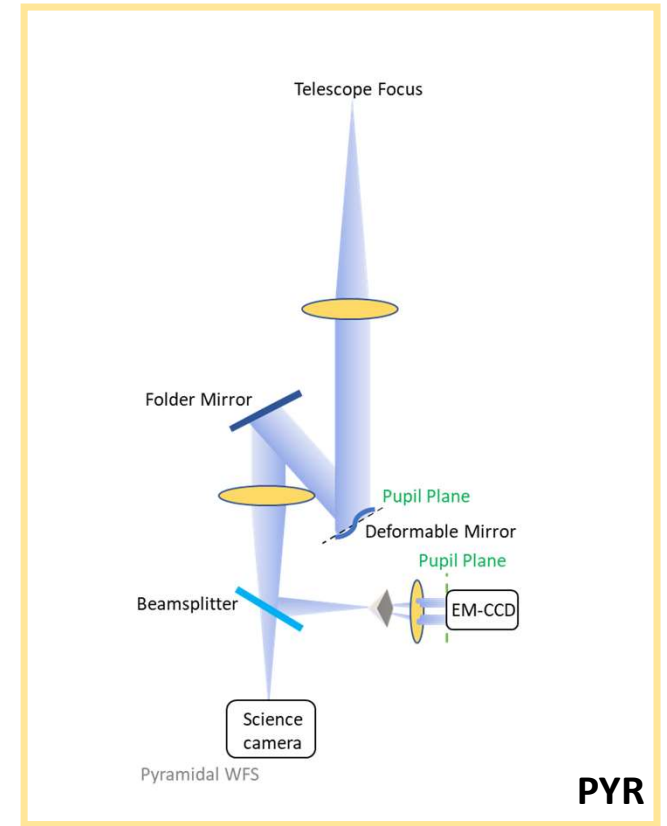 Telescope Focus
Folder Mirror
Pupil Plane
Deformable Mirror
Pupil Plane
Beamsplitter
EM-CCD
Science
camera
Pyramidal WFS
PYR